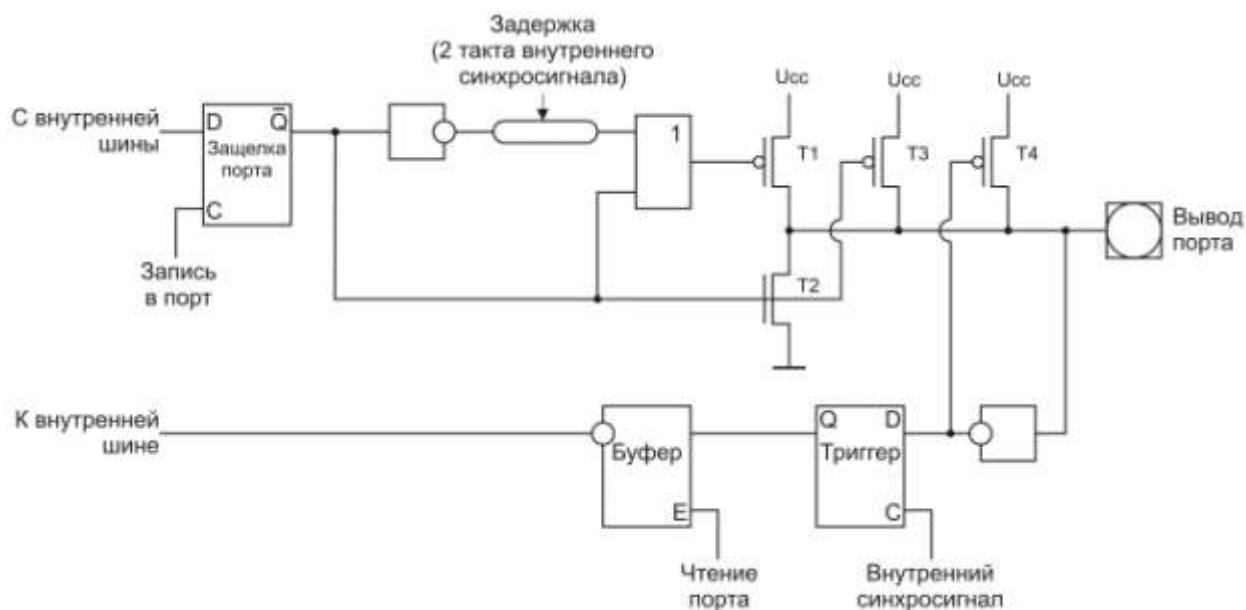 Задержка
(2 такта внутреннего
синхросигнала)
Ucc
Ucc
Ucc
С внутренней
шины
D
Q̅
Защелка
порта
C
1
T1
T3
T4
Вывод
порта
Запись
в порт
T2
К внутренней
шине
Буфер
E
Q
D
Триггер
C
Чтение
порта
Внутренний
синхросигнал